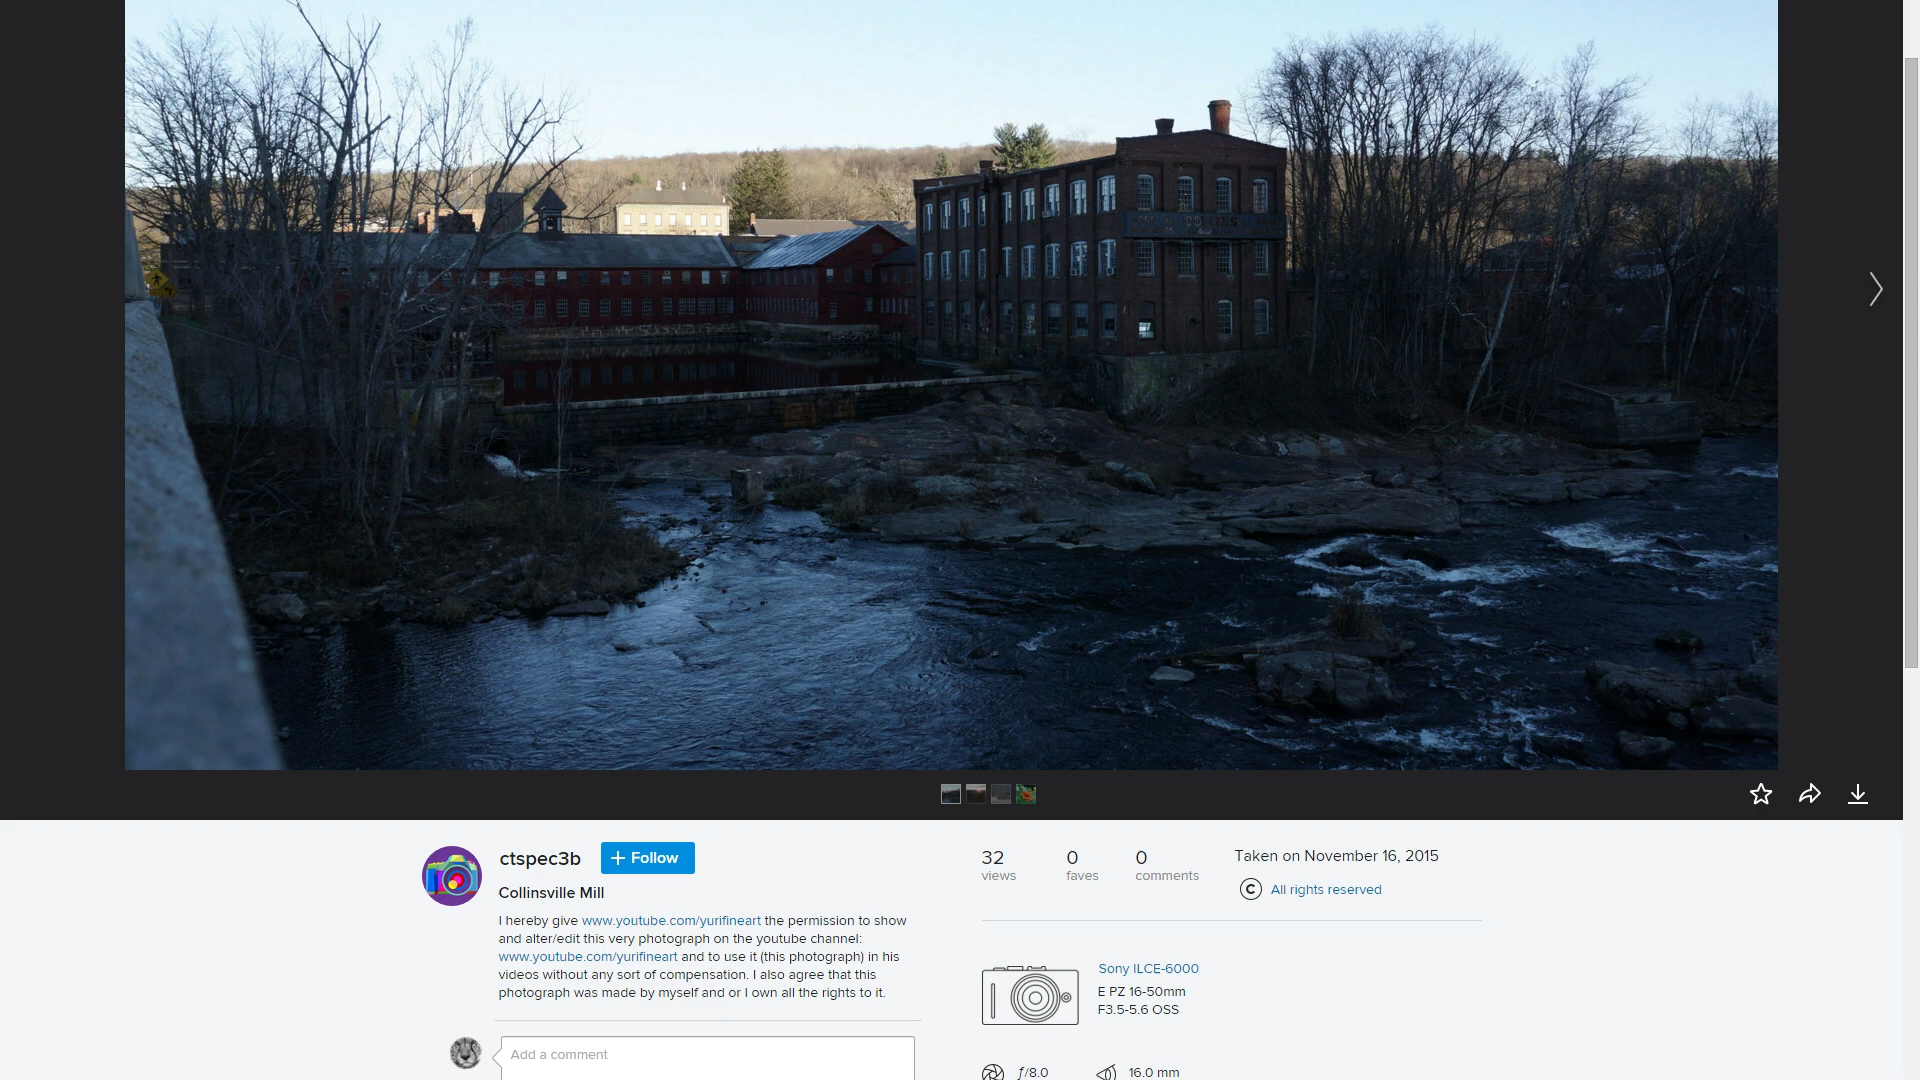 COLLINS
ctspec3b
+ Follow
Collinsville Mill
I hereby give www.youtube.com/yurifineart the permission to show
and alter/edit this very photograph on the youtube channel:
www.youtube.com/yurifineart and to use it (this photograph) in his
videos without any sort of compensation. I also agree that this
photograph was made by myself and or I own all the rights to it.
Add a comment
32
views
0
faves
0
comments
Taken on November 16, 2015
C All rights reserved
Sony ILCE-6000
E PZ 16-50mm
F3.5-5.6 OSS
ƒ/8.0
16.0 mm